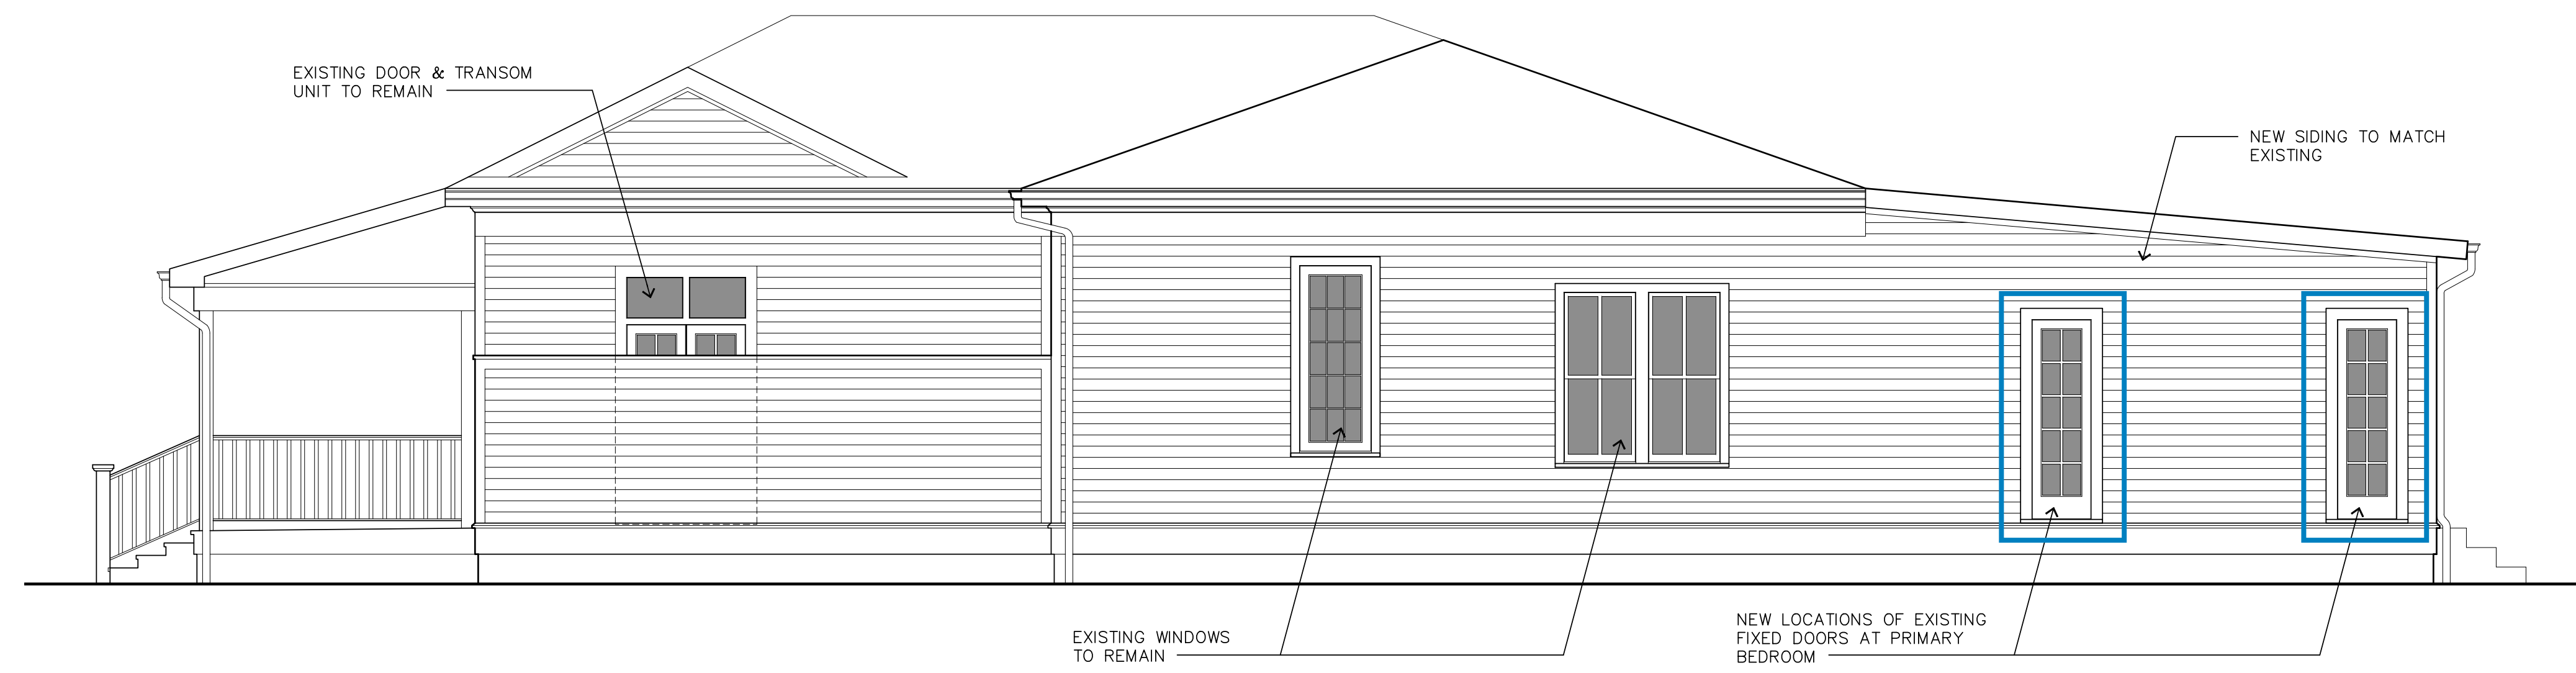 EXISTING DOOR & TRANSOM
UNIT TO REMAIN
NEW SIDING TO MATCH
EXISTING
EXISTING WINDOWS
TO REMAIN
NEW LOCATIONS OF EXISTING
FIXED DOORS AT PRIMARY
BEDROOM